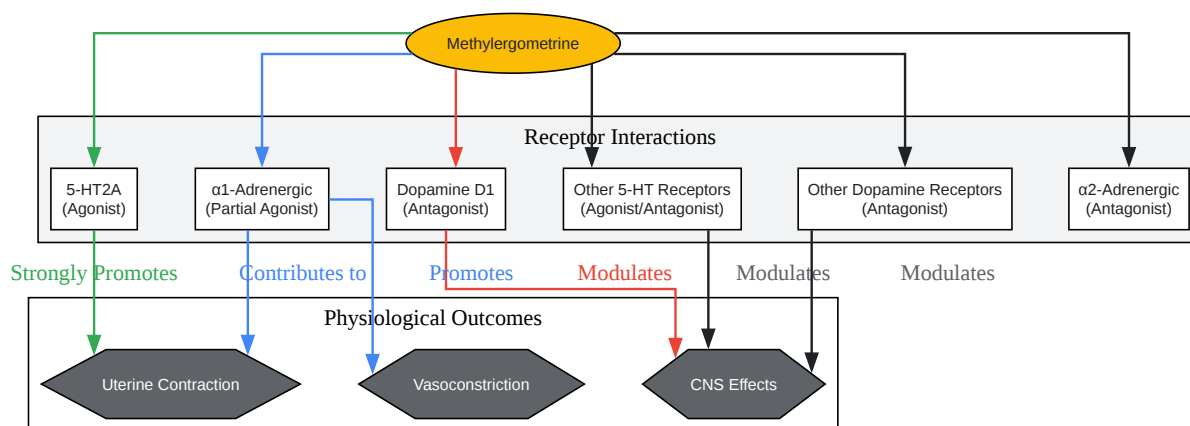 Methylergometrine
Receptor Interactions
5-HT2A
(Agonist)
α1-Adrenergic
(Partial Agonist)
Dopamine D1
(Antagonist)
Other 5-HT Receptors
(Agonist/Antagonist)
Other Dopamine Receptors
(Antagonist)
α2-Adrenergic
(Antagonist)
Strongly Promotes
Contributes to
Promotes
Modulates
Modulates
Modulates
Physiological Outcomes
Uterine Contraction
Vasoconstriction
CNS Effects